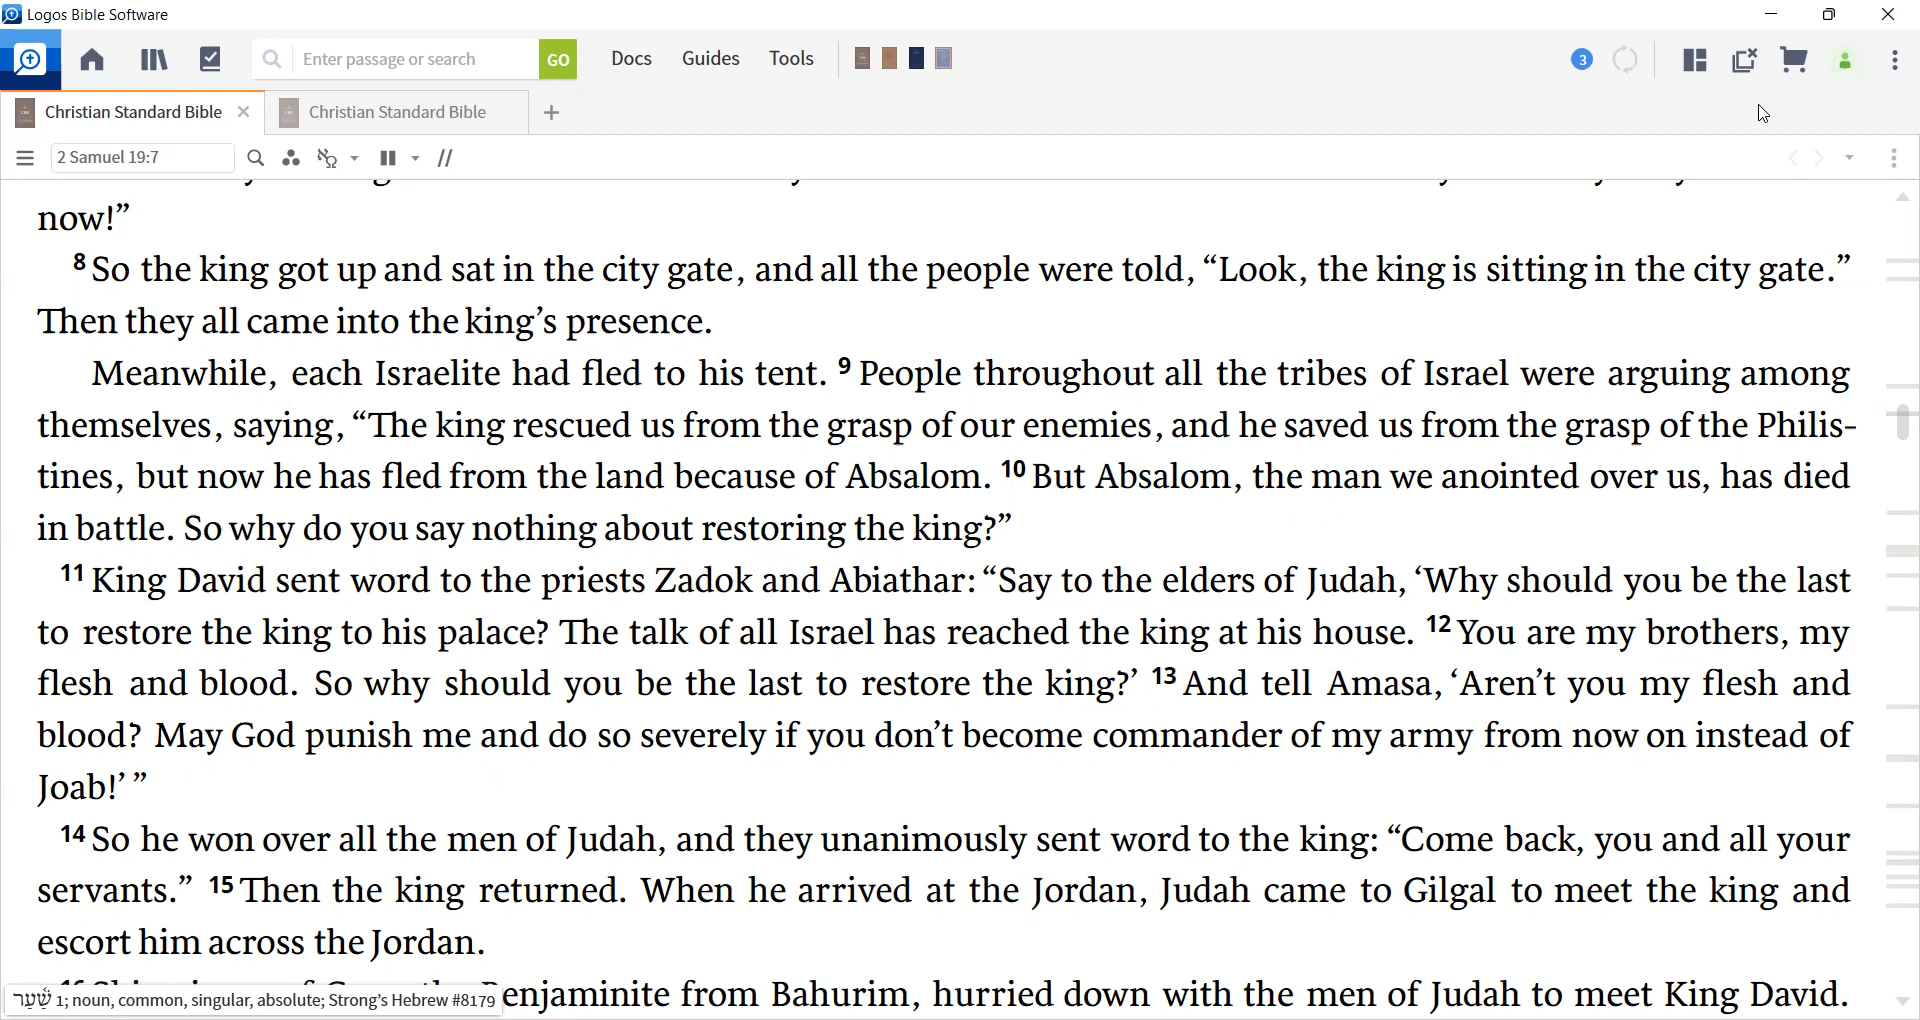 Logos Bible Software
Enter passage or search GO Docs Guides Tools 3
Christian Standard Bible Christian Standard Bible
2 Samuel 19:7
now!”
8 So the king got up and sat in the city gate, and all the people were told, “Look, the king is sitting in the city gate.”
Then they all came into the king’s presence.
Meanwhile, each Israelite had fled to his tent. 9 People throughout all the tribes of Israel were arguing among
themselves, saying, “The king rescued us from the grasp of our enemies, and he saved us from the grasp of the Philis-
tines, but now he has fled from the land because of Absalom. 10 But Absalom, the man we anointed over us, has died
in battle. So why do you say nothing about restoring the king?”
11 King David sent word to the priests Zadok and Abiathar: “Say to the elders of Judah, ‘Why should you be the last
to restore the king to his palace? The talk of all Israel has reached the king at his house. 12 You are my brothers, my
flesh and blood. So why should you be the last to restore the king?’ 13 And tell Amasa, ‘Aren’t you my flesh and
blood? May God punish me and do so severely if you don’t become commander of my army from now on instead of
Joab!’ ”
14 So he won over all the men of Judah, and they unanimously sent word to the king: “Come back, you and all your
servants.” 15 Then the king returned. When he arrived at the Jordan, Judah came to Gilgal to meet the king and
escort him across the Jordan.
enjaminite from Bahurim, hurried down with the men of Judah to meet King David.
שַׁ֫עַר 1; noun, common, singular, absolute; Strong’s Hebrew #8179